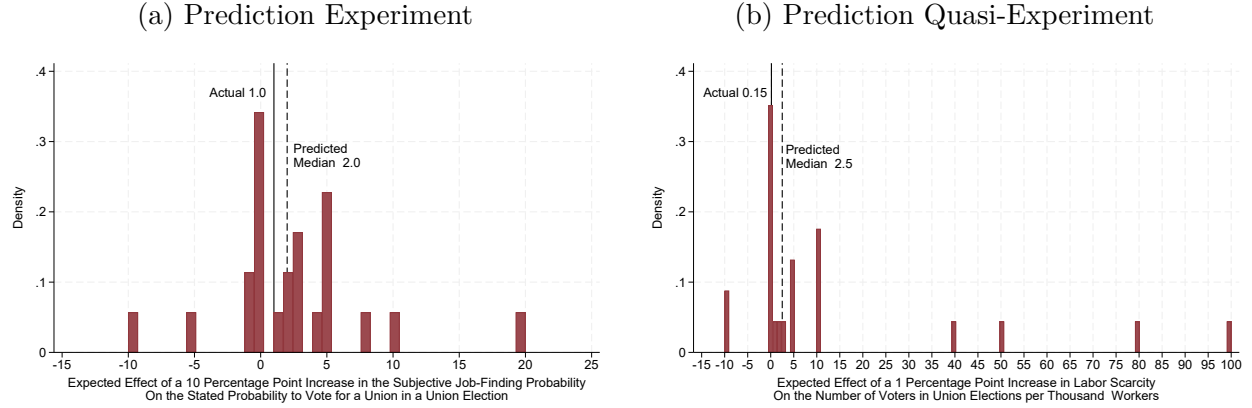 (a) Prediction Experiment
.4
.3
.2
.1
0
Density
Actual 1.0
Predicted
Median 2.0
-15 -10 -5 0 5 10 15 20 25
Expected Effect of a 10 Percentage Point Increase in the Subjective Job-Finding Probability
On the Stated Probability to Vote for a Union in a Union Election
(b) Prediction Quasi-Experiment
.4
.3
.2
.1
0
Density
Actual 0.15
Predicted
Median 2.5
-15 -10 -5 0 5 10 15 20 25 30 35 40 45 50 55 60 65 70 75 80 85 90 95 100
Expected Effect of a 1 Percentage Point Increase in Labor Scarcity
On the Number of Voters in Union Elections per Thousand Workers